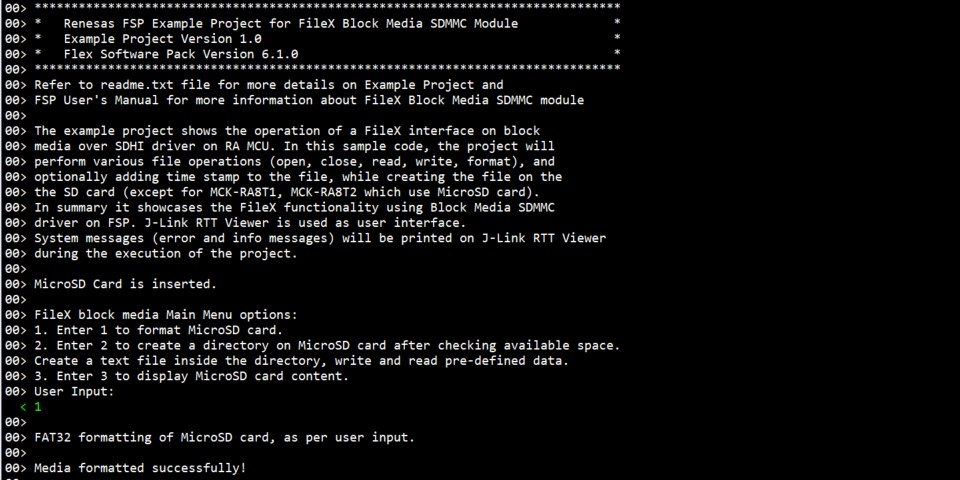 00> *******************************************************************************
00> *   Renesas FSP Example Project for FileX Block Media SDMMC Module             *
00> *   Example Project Version 1.0                                                *
00> *   Flex Software Pack Version 6.1.0                                           *
00> *******************************************************************************
00> Refer to readme.txt file for more details on Example Project and
00> FSP User's Manual for more information about FileX Block Media SDMMC module
00>
00> The example project shows the operation of a FileX interface on block
00> media over SDHI driver on RA MCU. In this sample code, the project will
00> perform various file operations (open, close, read, write, format), and
00> optionally adding time stamp to the file, while creating the file on the
00> the SD card (except for MCK-RA8T1, MCK-RA8T2 which use MicroSD card).
00> In summary it showcases the FileX functionality using Block Media SDMMC
00> driver on FSP. J-Link RTT Viewer is used as user interface.
00> System messages (error and info messages) will be printed on J-Link RTT Viewer
00> during the execution of the project.
00>
00> MicroSD Card is inserted.
00>
00> FileX block media Main Menu options:
00> 1. Enter 1 to format MicroSD card.
00> 2. Enter 2 to create a directory on MicroSD card after checking available space.
00> Create a text file inside the directory, write and read pre-defined data.
00> 3. Enter 3 to display MicroSD card content.
00> User Input:
< 1
00>
00> FAT32 formatting of MicroSD card, as per user input.
00>
00> Media formatted successfully!